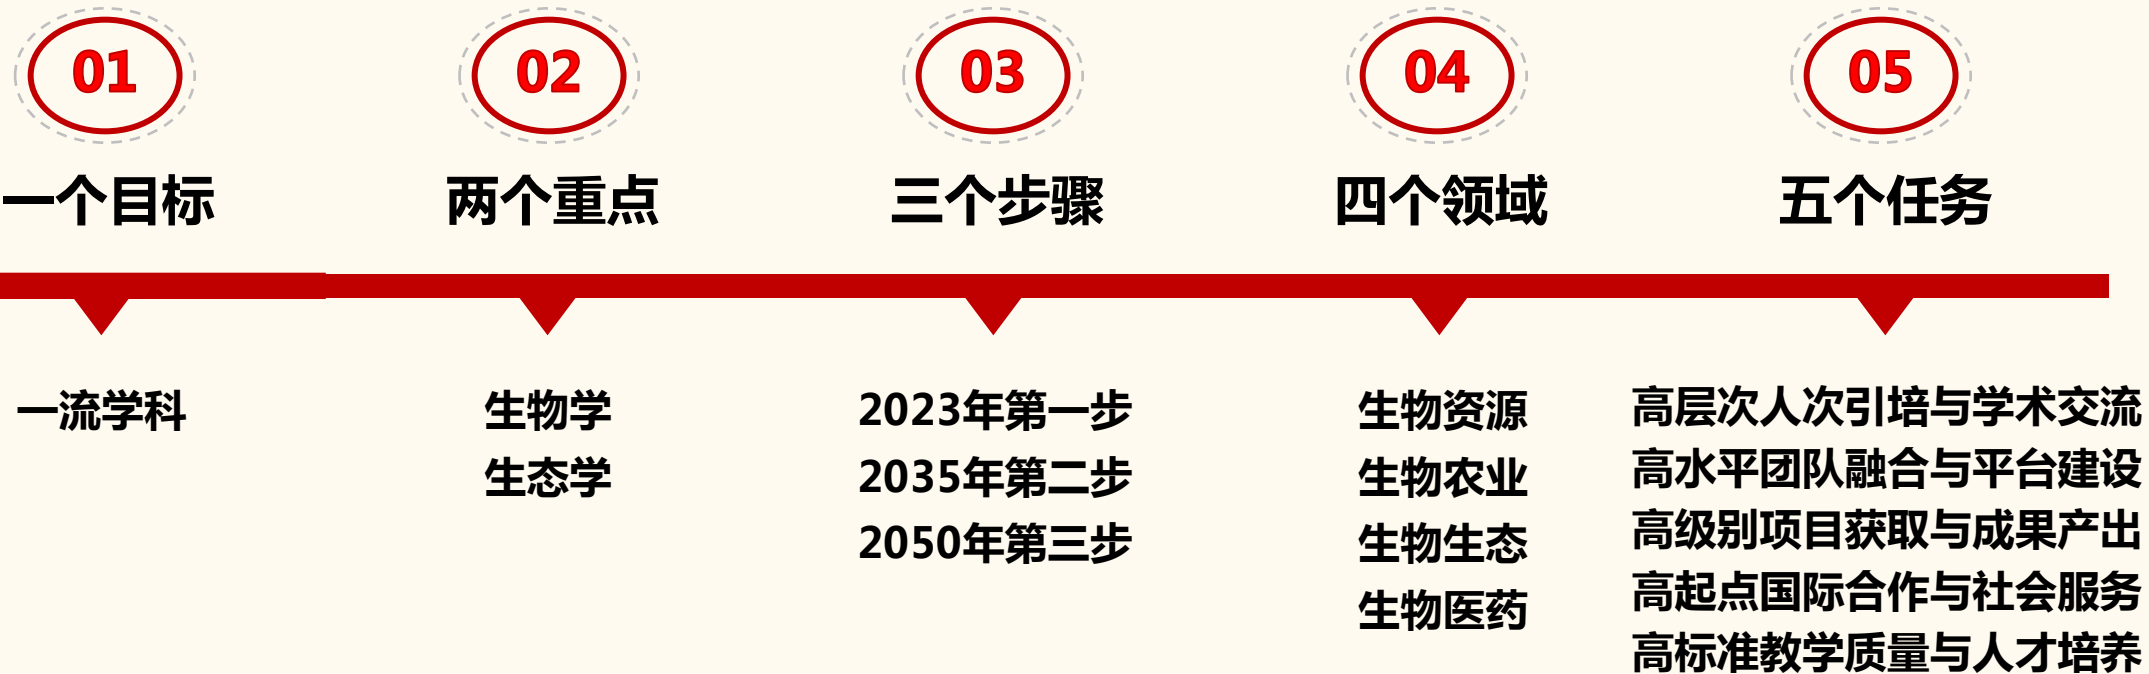 01
一个目标
一流学科
02
两个重点
生物学
生态学
03
三个步骤
2023年第一步
2035年第二步
2050年第三步
04
四个领域
生物资源
生物农业
生物生态
生物医药
05
五个任务
高层次人次引培与学术交流
高水平团队融合与平台建设
高级别项目获取与成果产出
高起点国际合作与社会服务
高标准教学质量与人才培养